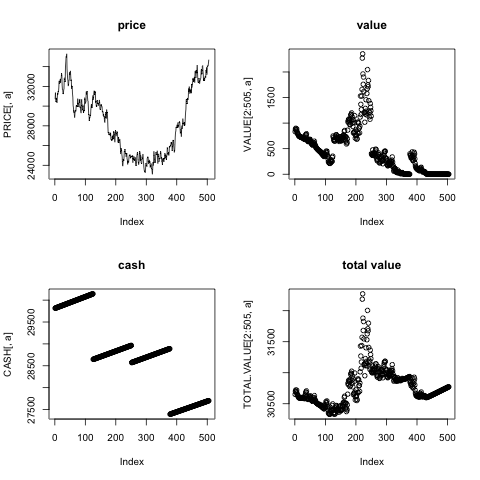 price
PRICE[, a]
24000 28000 32000
0 100 200 300 400 500
Index
value
VALUE[2:505, a]
0 500 1500
0 100 200 300 400 500
Index
cash
CASH[, a]
27500 28500 29500
0 100 200 300 400 500
Index
total value
TOTAL.VALUE[2:505, a]
30500 31500
0 100 200 300 400 500
Index